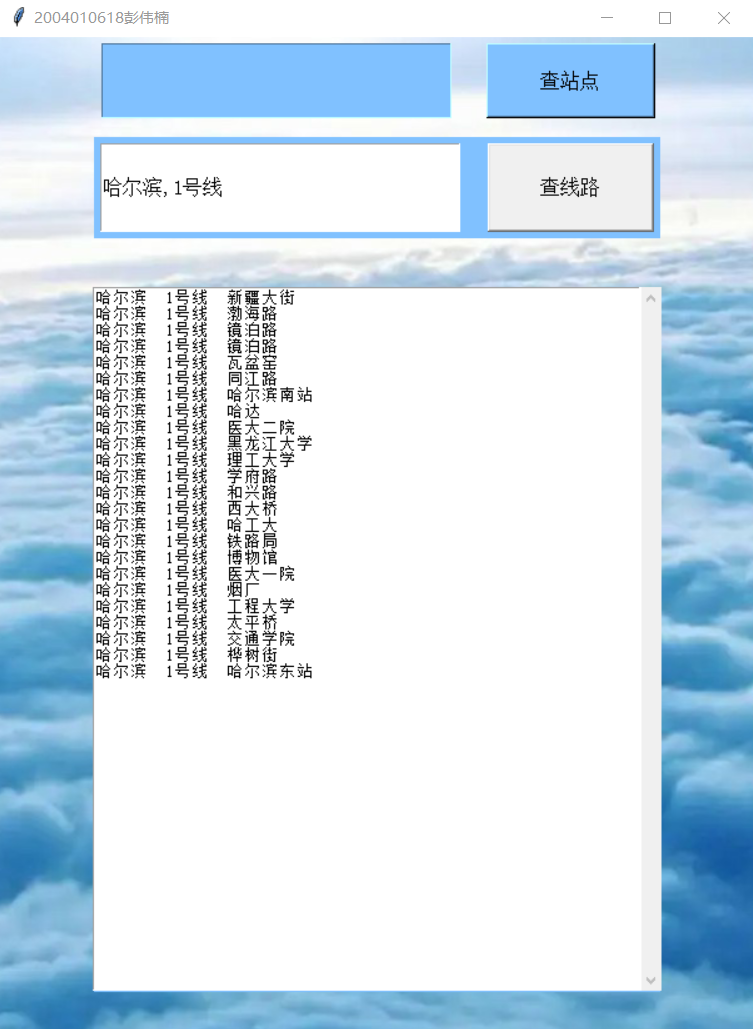 2004010618彭伟楠
查站点
哈尔滨,1号线
查线路
哈尔滨 1号线 新疆大街
哈尔滨 1号线 渤海路
哈尔滨 1号线 镜泊路
哈尔滨 1号线 镜泊路
哈尔滨 1号线 瓦盆窑
哈尔滨 1号线 同江路
哈尔滨 1号线 哈尔滨南站
哈尔滨 1号线 哈达
哈尔滨 1号线 医大二院
哈尔滨 1号线 黑龙江大学
哈尔滨 1号线 理工大学
哈尔滨 1号线 学府路
哈尔滨 1号线 和兴路
哈尔滨 1号线 西大桥
哈尔滨 1号线 哈工大
哈尔滨 1号线 铁路局
哈尔滨 1号线 博物馆
哈尔滨 1号线 医大一院
哈尔滨 1号线 烟厂
哈尔滨 1号线 工程大学
哈尔滨 1号线 太平桥
哈尔滨 1号线 交通学院
哈尔滨 1号线 桦树街
哈尔滨 1号线 哈尔滨东站